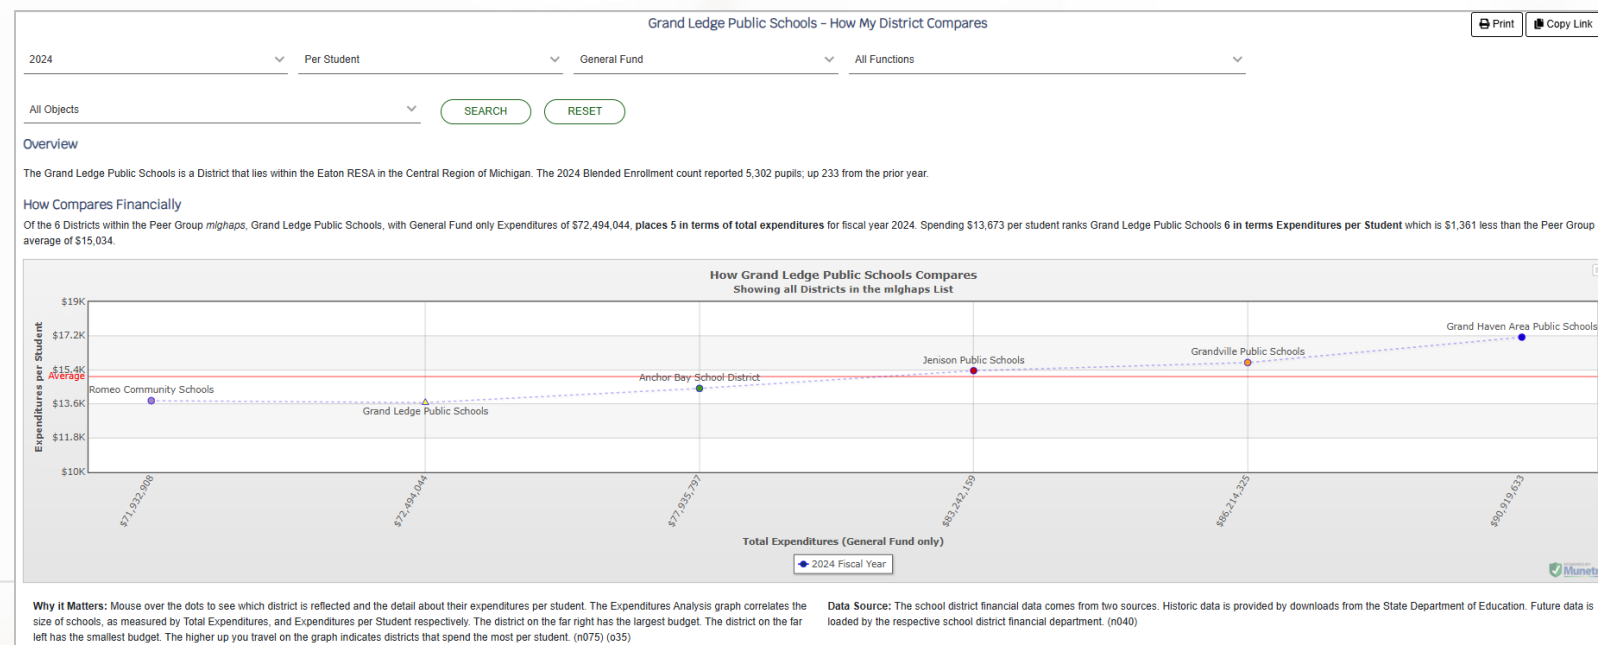 Grand Ledge Public Schools - How My District Compares
Print
Copy Link
2024
Per Student
General Fund
All Functions
All Objects
SEARCH
RESET
Overview
The Grand Ledge Public Schools is a District that lies within the Eaton RESA in the Central Region of Michigan. The 2024 Blended Enrollment count reported 5,302 pupils; up 233 from the prior year.
How Compares Financially
Of the 6 Districts within the Peer Group mlghaps, Grand Ledge Public Schools, with General Fund only Expenditures of $72,494,044, places 5 in terms of total expenditures for fiscal year 2024. Spending $13,673 per student ranks Grand Ledge Public Schools 6 in terms Expenditures per Student which is $1,361 less than the Peer Group
average of $15,034.
How Grand Ledge Public Schools Compares
Showing all Districts in the mlghaps List
Expenditures per Student
$19K
$17.2K
$15.4K
Average
$13.6K
$11.8K
$10K
Romeo Community Schools
Grand Ledge Public Schools
Anchor Bay School District
Jenison Public Schools
Grandville Public Schools
Grand Haven Area Public Schools
$71,932,908
$72,494,044
$77,935,797
$83,242,159
$86,214,325
$90,919,633
Total Expenditures (General Fund only)
2024 Fiscal Year
Munetr
Why it Matters: Mouse over the dots to see which district is reflected and the detail about their expenditures per student. The Expenditures Analysis graph correlates the
size of schools, as measured by Total Expenditures, and Expenditures per Student respectively. The district on the far right has the largest budget. The district on the far
left has the smallest budget. The higher up you travel on the graph indicates districts that spend the most per student. (n075) (o35)
Data Source: The school district financial data comes from two sources. Historic data is provided by downloads from the State Department of Education. Future data is
loaded by the respective school district financial department. (n040)